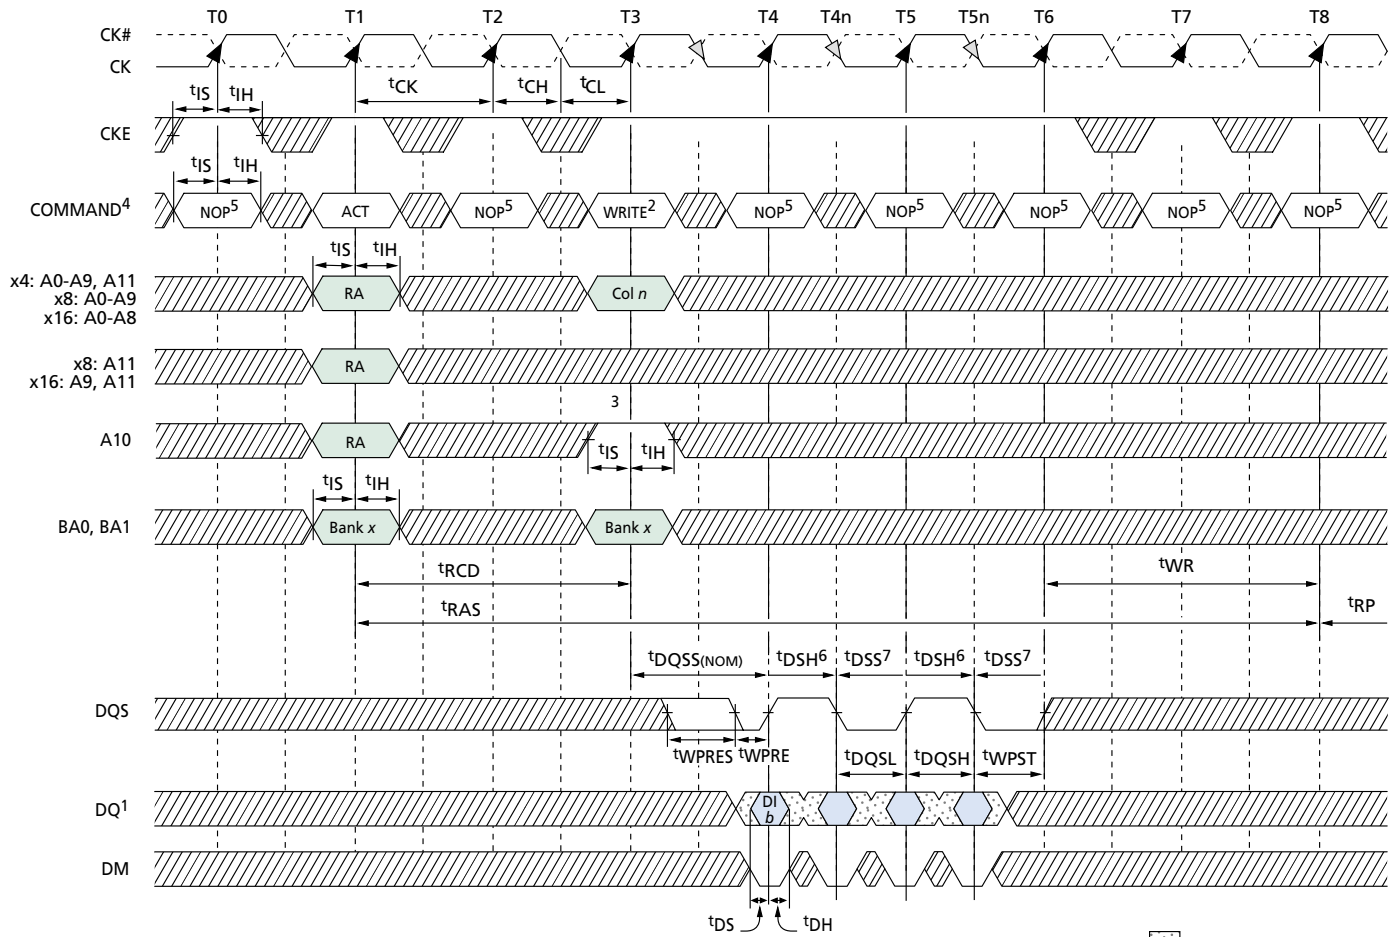 T0 T1 T2 T3 T4 T4n T5 T5n T6 T7 T8
CK#
CK
tIS tIH tCK tCH tCL
CKE
tIS tIH
COMMAND4 NOP5 ACT NOP5 WRITE2 NOP5 NOP5 NOP5 NOP5 NOP5
tIS tIH
x4: A0-A9, A11
x8: A0-A9
x16: A0-A8
RA Col n
x8: A11
x16: A9, A11
RA
3
A10 RA
tIS tIH
tIS tIH
BA0, BA1 Bank x Bank x
tRCD tWR
tRAS tRP
tDQSS(NOM) tDSH6 tDSS7 tDSH6 tDSS7
DQS
tWPRES tWPRE tDQSL tDQSH tWPST
DQ1 DI
b
DM
tDS tDH